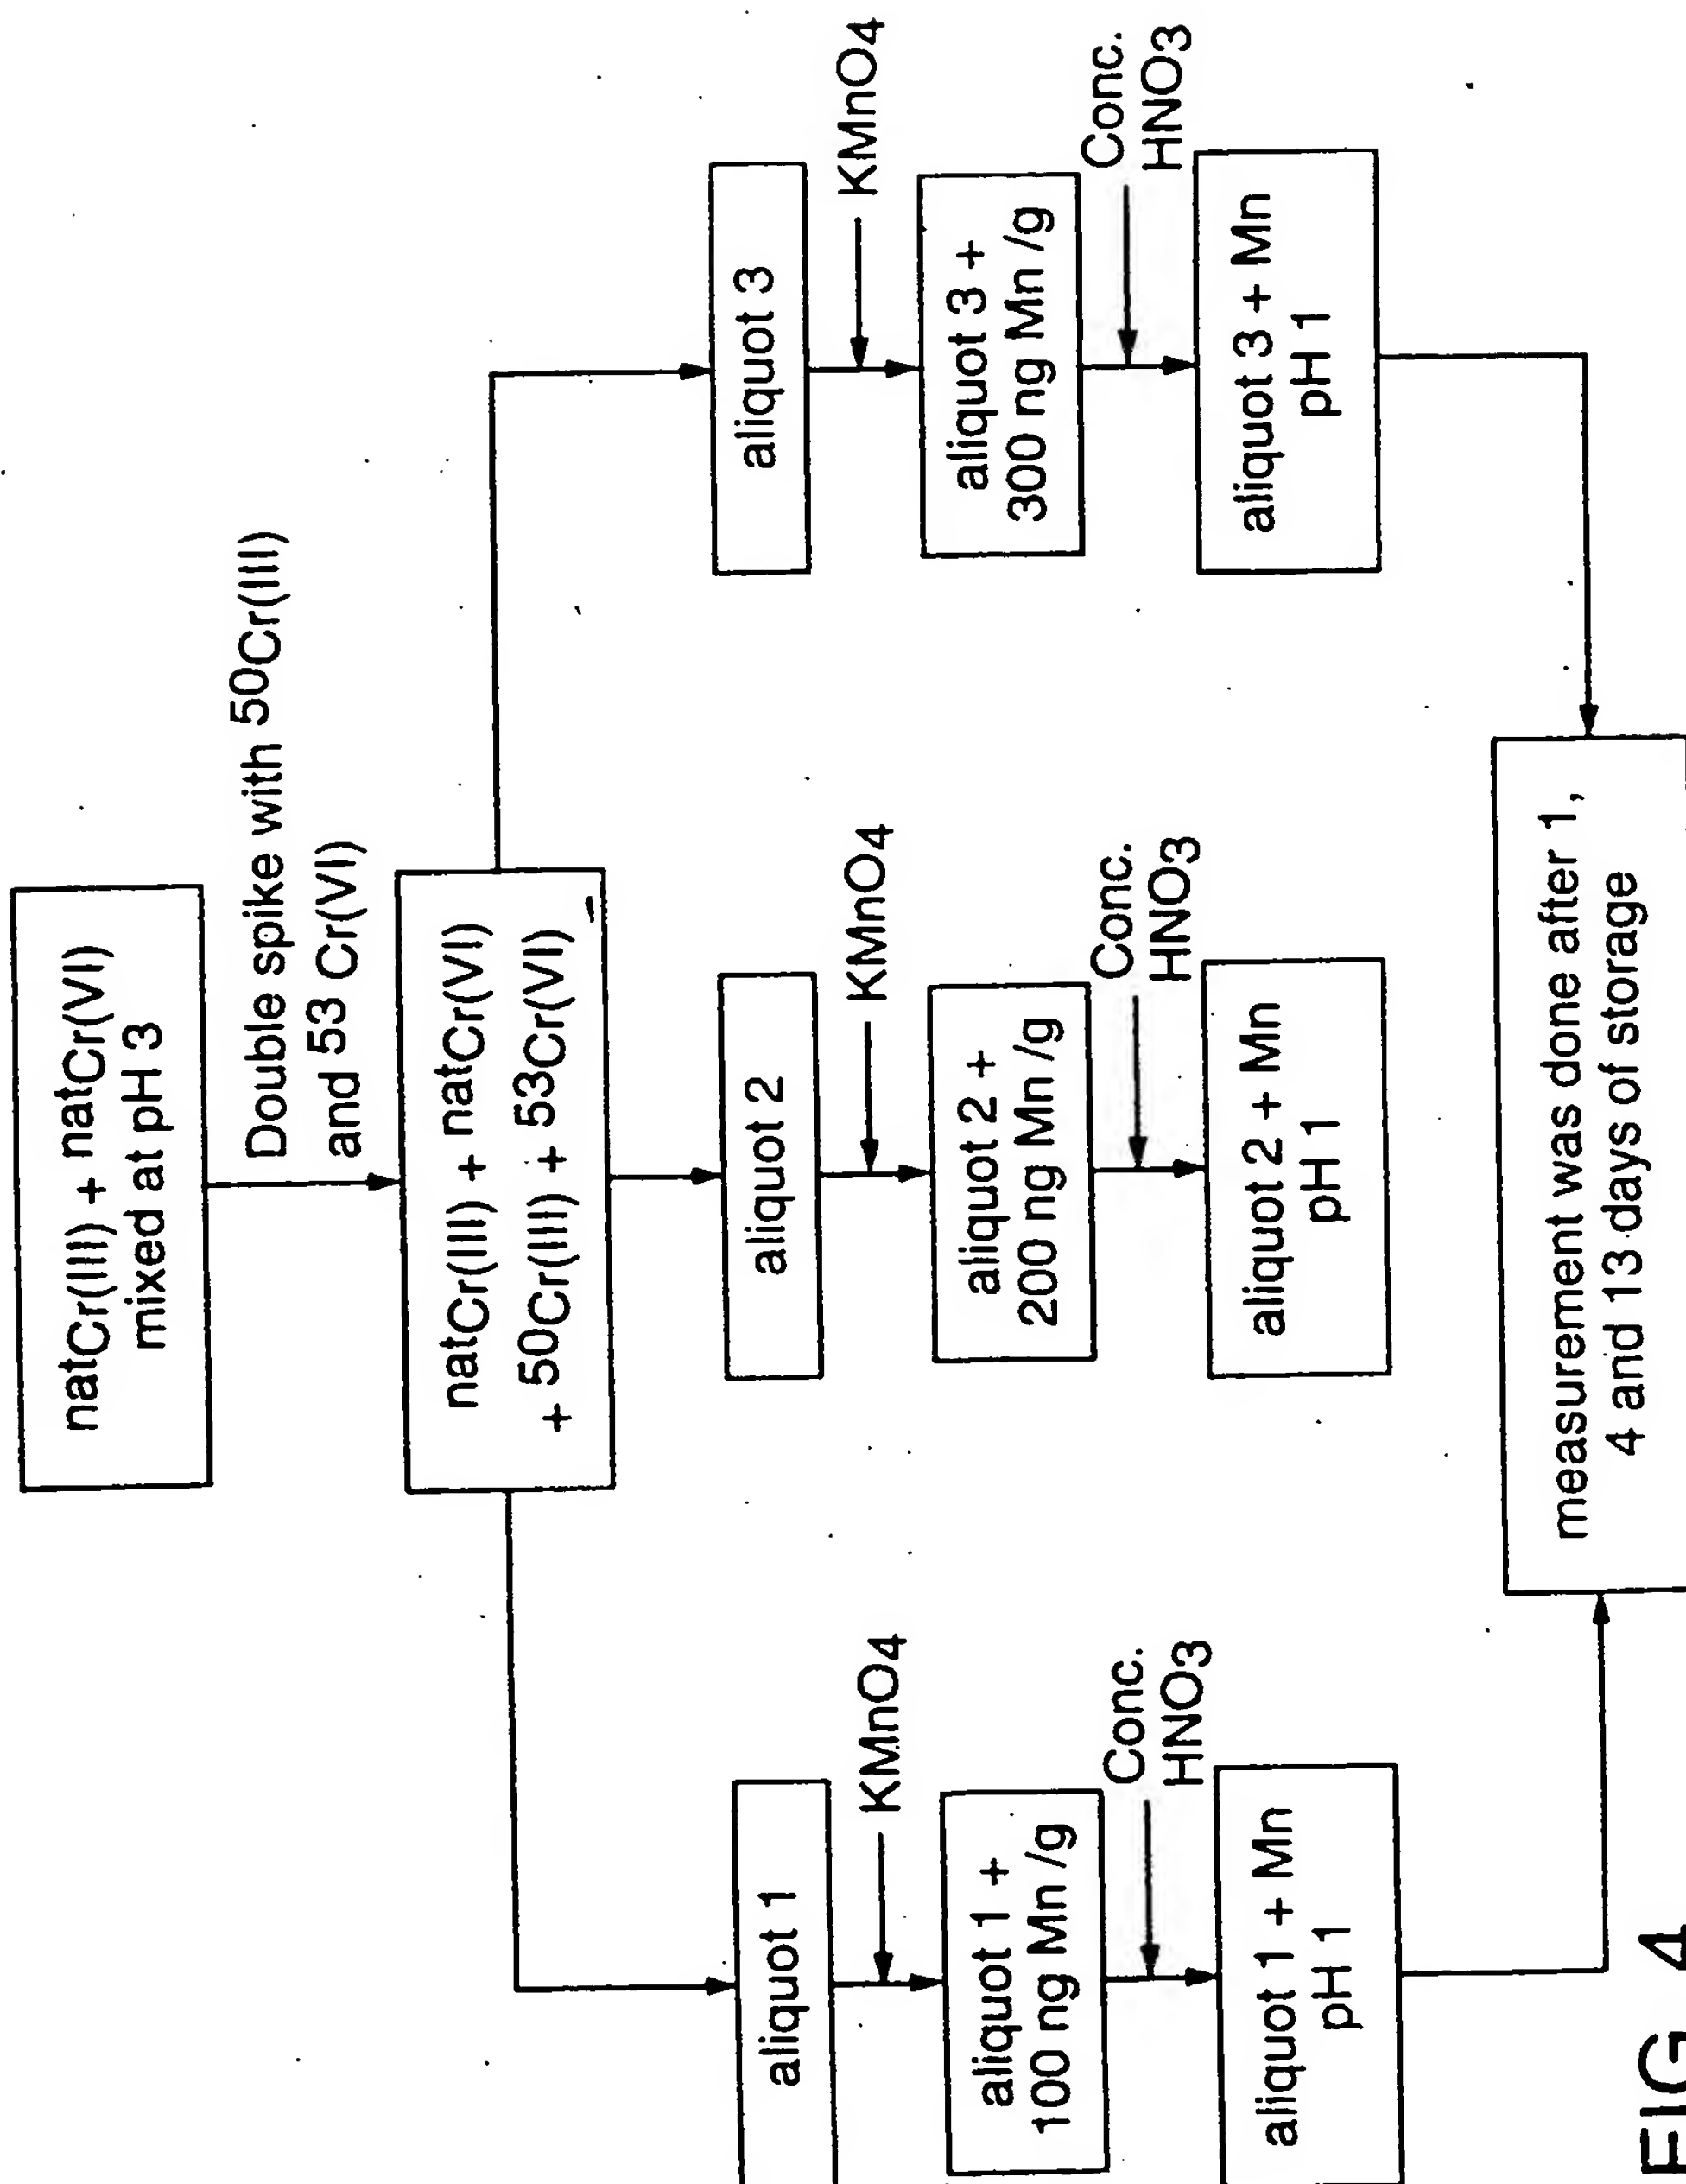 natCr(III) + natCr(VI)
mixed at pH 3
Double spike with 50Cr(III)
and 53 Cr(VI)
natCr(III) + natCr(VI)
+ 50Cr(III) + 53Cr(VI)
aliquot 1
KMnO4
aliquot 1 +
100 ng Mn /g
Conc.
HNO3
aliquot 1 + Mn
pH 1
aliquot 2
KMnO4
aliquot 2 +
200 ng Mn /g
Conc.
HNO3
aliquot 2 + Mn
pH 1
aliquot 3
KMnO4
aliquot 3 +
300 ng Mn /g
Conc.
HNO3
aliquot 3 + Mn
pH 1
measurement was done after 1,
4 and 13 days of storage
FIG 4